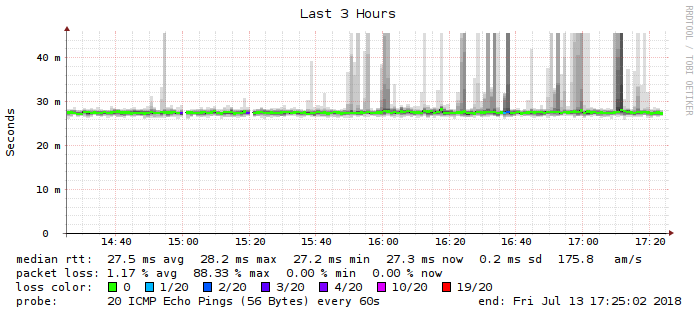 Last 3 Hours
RRDTOOL / TOBI OETIKER
Seconds
40 m
30 m
20 m
10 m
0
14:40 15:00 15:20 15:40 16:00 16:20 16:40 17:00 17:20
median rtt: 27.5 ms avg 28.2 ms max 27.2 ms min 27.3 ms now 0.2 ms sd 175.8 am/s
packet loss: 1.17 % avg 88.33 % max 0.00 % min 0.00 % now
loss color: 0 1/20 2/20 3/20 4/20 10/20 19/20
probe: 20 ICMP Echo Pings (56 Bytes) every 60s end: Fri Jul 13 17:25:02 2018